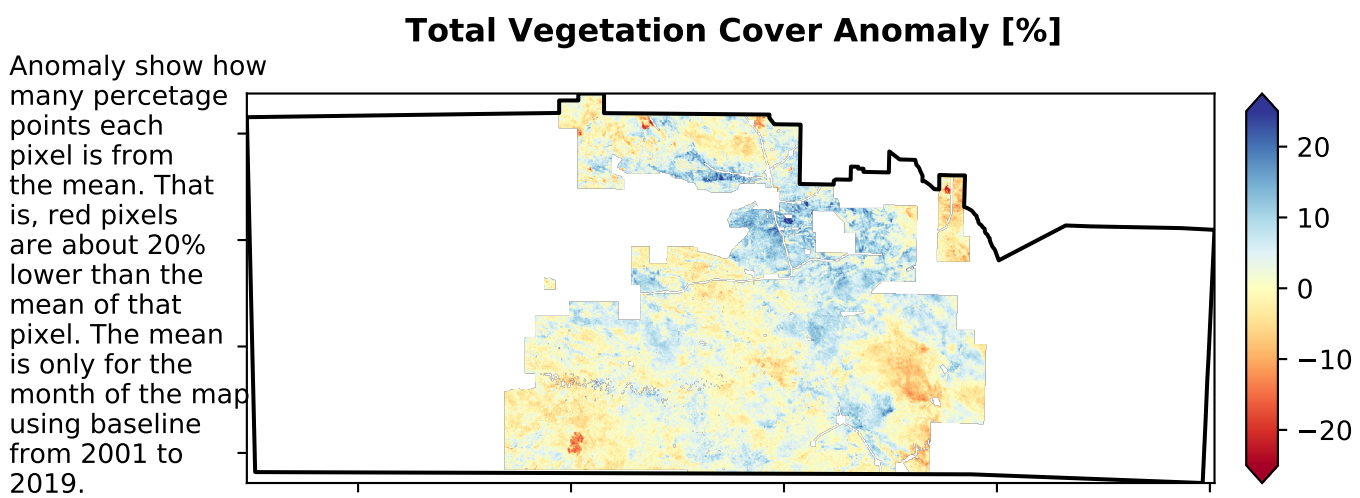 Total Vegetation Cover Anomaly [%]
Anomaly show how
many percetage
points each
pixel is from
the mean. That
is, red pixels
are about 20%
lower than the
mean of that
pixel. The mean
is only for the
month of the map
using baseline
from 2001 to
2019.
20
10
0
−10
−20